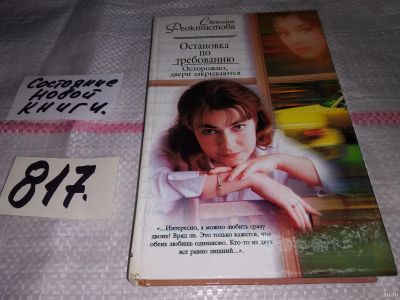 Светлана
Феоктистова
Остановка
по
требованию
Осторожно,
двери закрываются
Состояние
новой
книги.
817.
«...Интересно, а можно любить сразу
двоих? Вряд ли. Это только кажется, что
обеих любишь одинаково. Кто-то из двух
все равно лишний...».